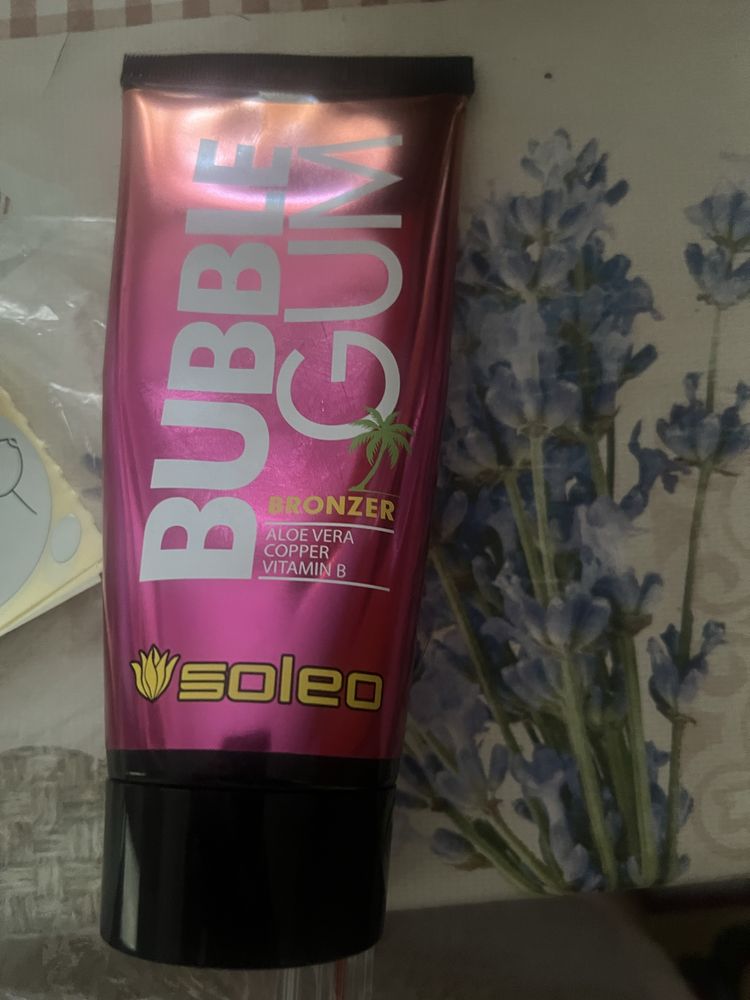 BUBBLE
GUM
BRONZER
ALOE VERA
COPPER
VITAMIN B
soleo